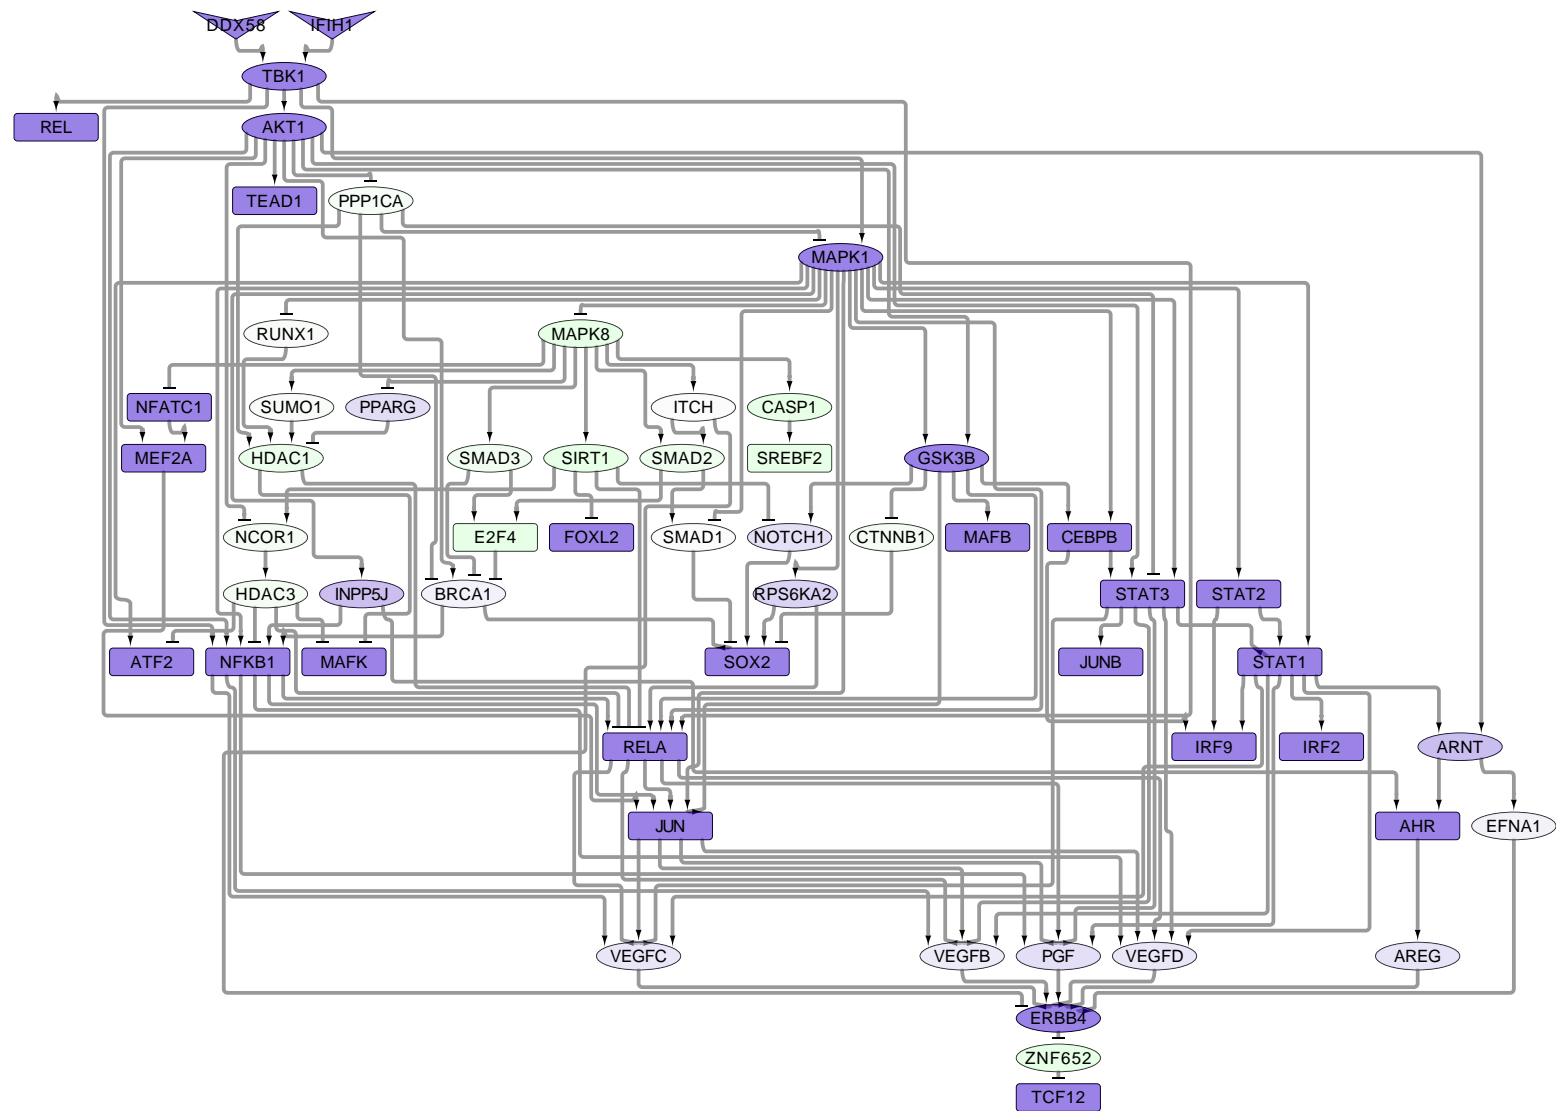 DDX58 IFIH1
TBK1
REL AKT1
TEAD1 PPP1CA
MAPK1
RUNX1 MAPK8
NFATC1 SUMO1 PPARG ITCH CASP1
MEF2A HDAC1 SMAD3 SIRT1 SMAD2 SREBF2 GSK3B
NCOR1 E2F4 FOXL2 SMAD1 NOTCH1 CTNNB1 MAFB CEBPB
HDAC3 INPP5J BRCA1 RPS6KA2 STAT3 STAT2
ATF2 NFKB1 MAFK SOX2 JUNB STAT1
RELA IRF9 IRF2 ARNT
JUN AHR EFNA1
VEGFC VEGFB PGF VEGFD AREG
ERBB4
ZNF652
TCF12